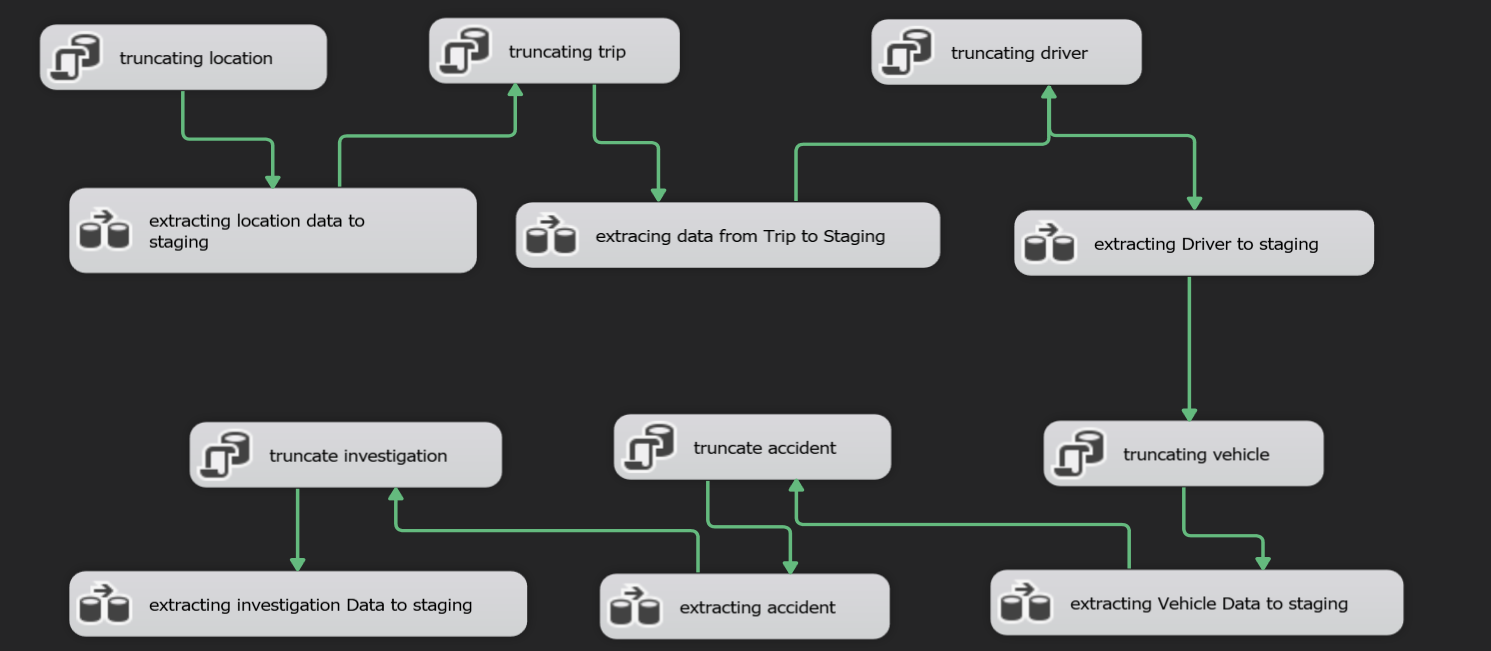 truncating location
truncating trip
truncating driver
extracting location data to
staging
extracing data from Trip to Staging
extracting Driver to staging
truncate investigation
truncate accident
truncating vehicle
extracting investigation Data to staging
extracting accident
extracting Vehicle Data to staging